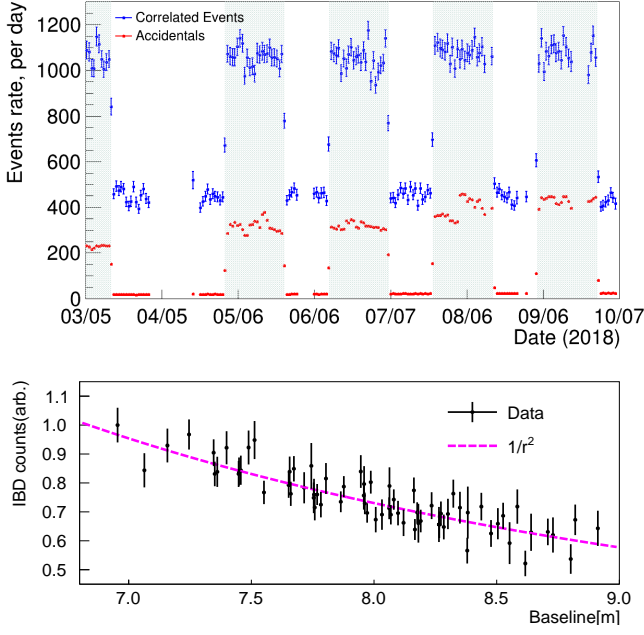 Events rate, per day
1200
1000
800
600
400
200
0
Correlated Events
Accidentals
03/05 04/05 05/06 05/06 07/07 08/06 09/06 10/07
Date (2018)
IBD counts(arb.)
1.1
1.0
0.9
0.8
0.7
0.6
0.5
Data
1/r²
7.0 7.5 8.0 8.5 9.0
Baseline[m]